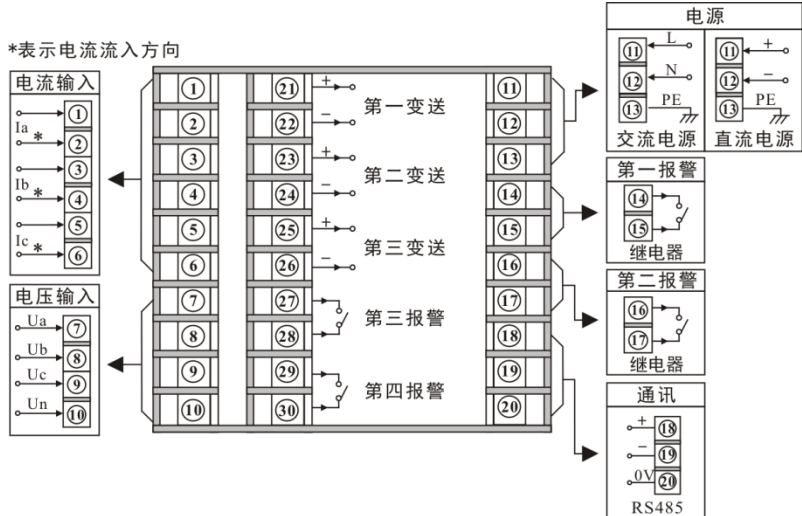 *表示电流流入方向
电流输入
①
Ia
*
②
③
Ib
*
④
⑤
Ic
*
⑥
电压输入
Ua ⑦
Ub ⑧
Uc ⑨
Un ⑩
① ㉑ + 第一变送 ⑪
② ㉒ − ⑫
③ ㉓ + 第二变送 ⑬
④ ㉔ − ⑭
⑤ ㉕ + 第三变送 ⑮
⑥ ㉖ − ⑯
⑦ ㉗ 第三报警 ⑰
⑧ ㉘ ⑱
⑨ ㉙ 第四报警 ⑲
⑩ ㉚ ⑳
电源
⑪ L
⑫ N
⑬ PE
交流电源
⑪ +
⑫ −
⑬ PE
直流电源
第一报警
⑭
⑮
继电器
第二报警
⑯
⑰
继电器
通讯
+ ⑱
− ⑲
0V ⑳
RS485